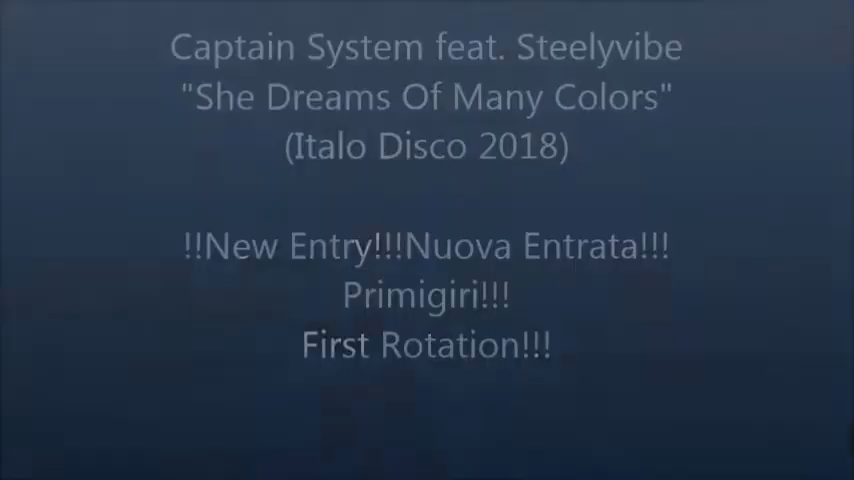 Captain System feat. Steelyvibe
"She Dreams Of Many Colors"
(Italo Disco 2018)
!!New Entry!!!Nuova Entrata!!!
Primigiri!!!
First Rotation!!!